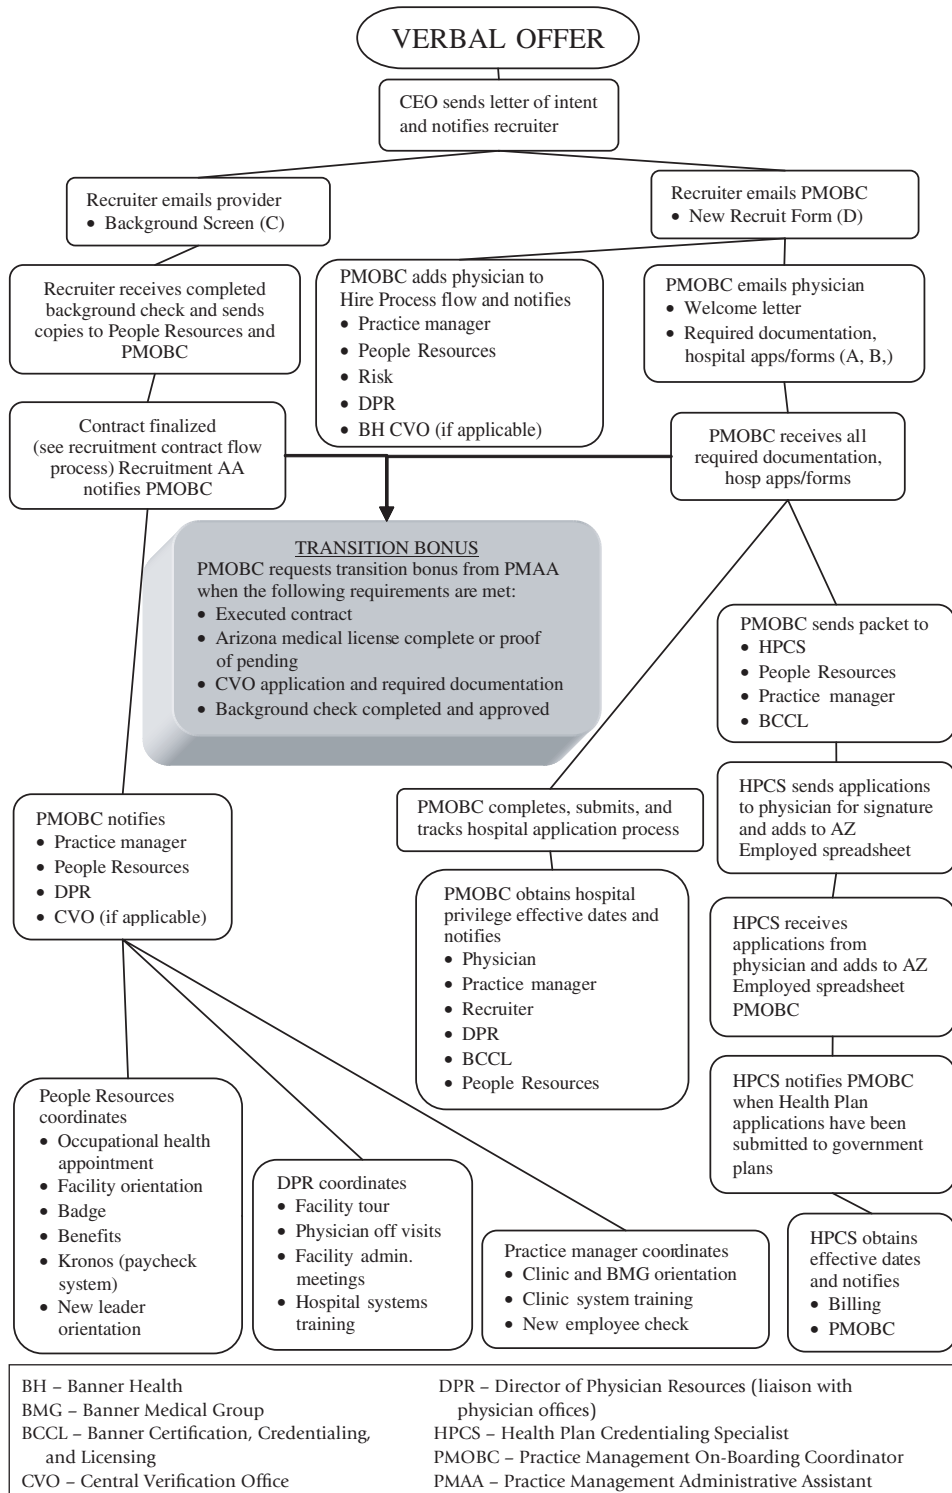 VERBAL OFFER
CEO sends letter of intent
and notifies recruiter
Recruiter emails provider
• Background Screen (C)
Recruiter emails PMOBC
• New Recruit Form (D)
Recruiter receives completed
background check and sends
copies to People Resources and
PMOBC
PMOBC adds physician to
Hire Process flow and notifies
• Practice manager
• People Resources
• Risk
• DPR
• BH CVO (if applicable)
PMOBC emails physician
• Welcome letter
• Required documentation,
hospital apps/forms (A, B,)
Contract finalized
(see recruitment contract flow
process) Recruitment AA
notifies PMOBC
PMOBC receives all
required documentation,
hosp apps/forms
TRANSITION BONUS
PMOBC requests transition bonus from PMAA
when the following requirements are met:
• Executed contract
• Arizona medical license complete or proof
of pending
• CVO application and required documentation
• Background check completed and approved
PMOBC sends packet to
• HPCS
• People Resources
• Practice manager
• BCCL
PMOBC notifies
• Practice manager
• People Resources
• DPR
• CVO (if applicable)
PMOBC completes, submits, and
tracks hospital application process
HPCS sends applications
to physician for signature
and adds to AZ
Employed spreadsheet
PMOBC obtains hospital
privilege effective dates and
notifies
• Physician
• Practice manager
• Recruiter
• DPR
• BCCL
• People Resources
HPCS receives
applications from
physician and adds to AZ
Employed spreadsheet
PMOBC
HPCS notifies PMOBC
when Health Plan
applications have been
submitted to government
plans
People Resources
coordinates
• Occupational health
appointment
• Facility orientation
• Badge
• Benefits
• Kronos (paycheck
system)
• New leader
orientation
DPR coordinates
• Facility tour
• Physician off visits
• Facility admin.
meetings
• Hospital systems
training
Practice manager coordinates
• Clinic and BMG orientation
• Clinic system training
• New employee check
HPCS obtains
effective dates
and notifies
• Billing
• PMOBC
BH – Banner Health
BMG – Banner Medical Group
BCCL – Banner Certification, Credentialing,
and Licensing
CVO – Central Verification Office
DPR – Director of Physician Resources (liaison with
physician offices)
HPCS – Health Plan Credentialing Specialist
PMOBC – Practice Management On-Boarding Coordinator
PMAA – Practice Management Administrative Assistant